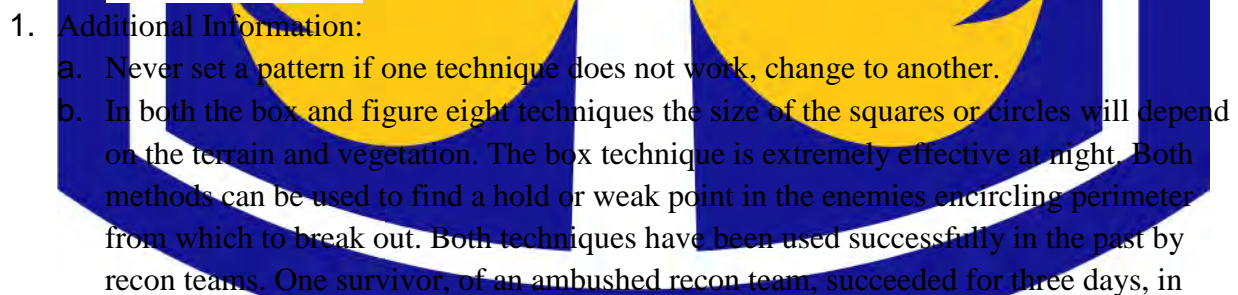 1. Additional Information:
a. Never set a pattern if one technique does not work, change to another.
b. In both the box and figure eight techniques the size of the squares or circles will depend
on the terrain and vegetation. The box technique is extremely effective at night. Both
methods can be used to find a hold or weak point in the enemies encircling perimeter
from which to break out. Both techniques have been used successfully in the past by
recon teams. One survivor, of an ambushed recon team, succeeded for three days, in